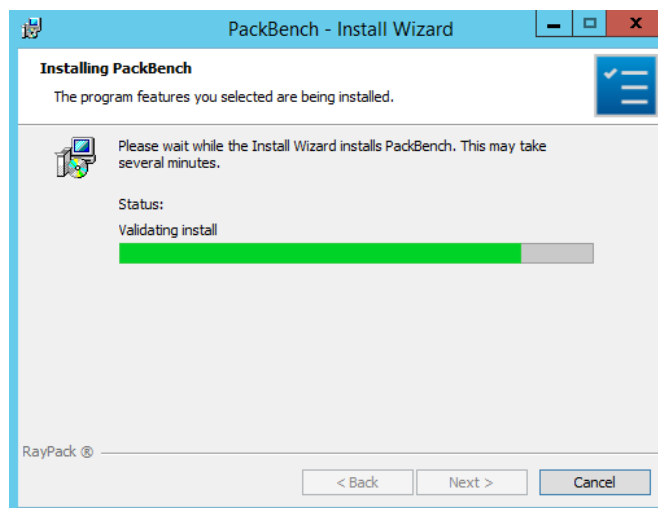 PackBench - Install Wizard
Installing PackBench
The program features you selected are being installed.
Please wait while the Install Wizard installs PackBench. This may take
several minutes.
Status:
Validating install
RayPack ®
< Back
Next >
Cancel